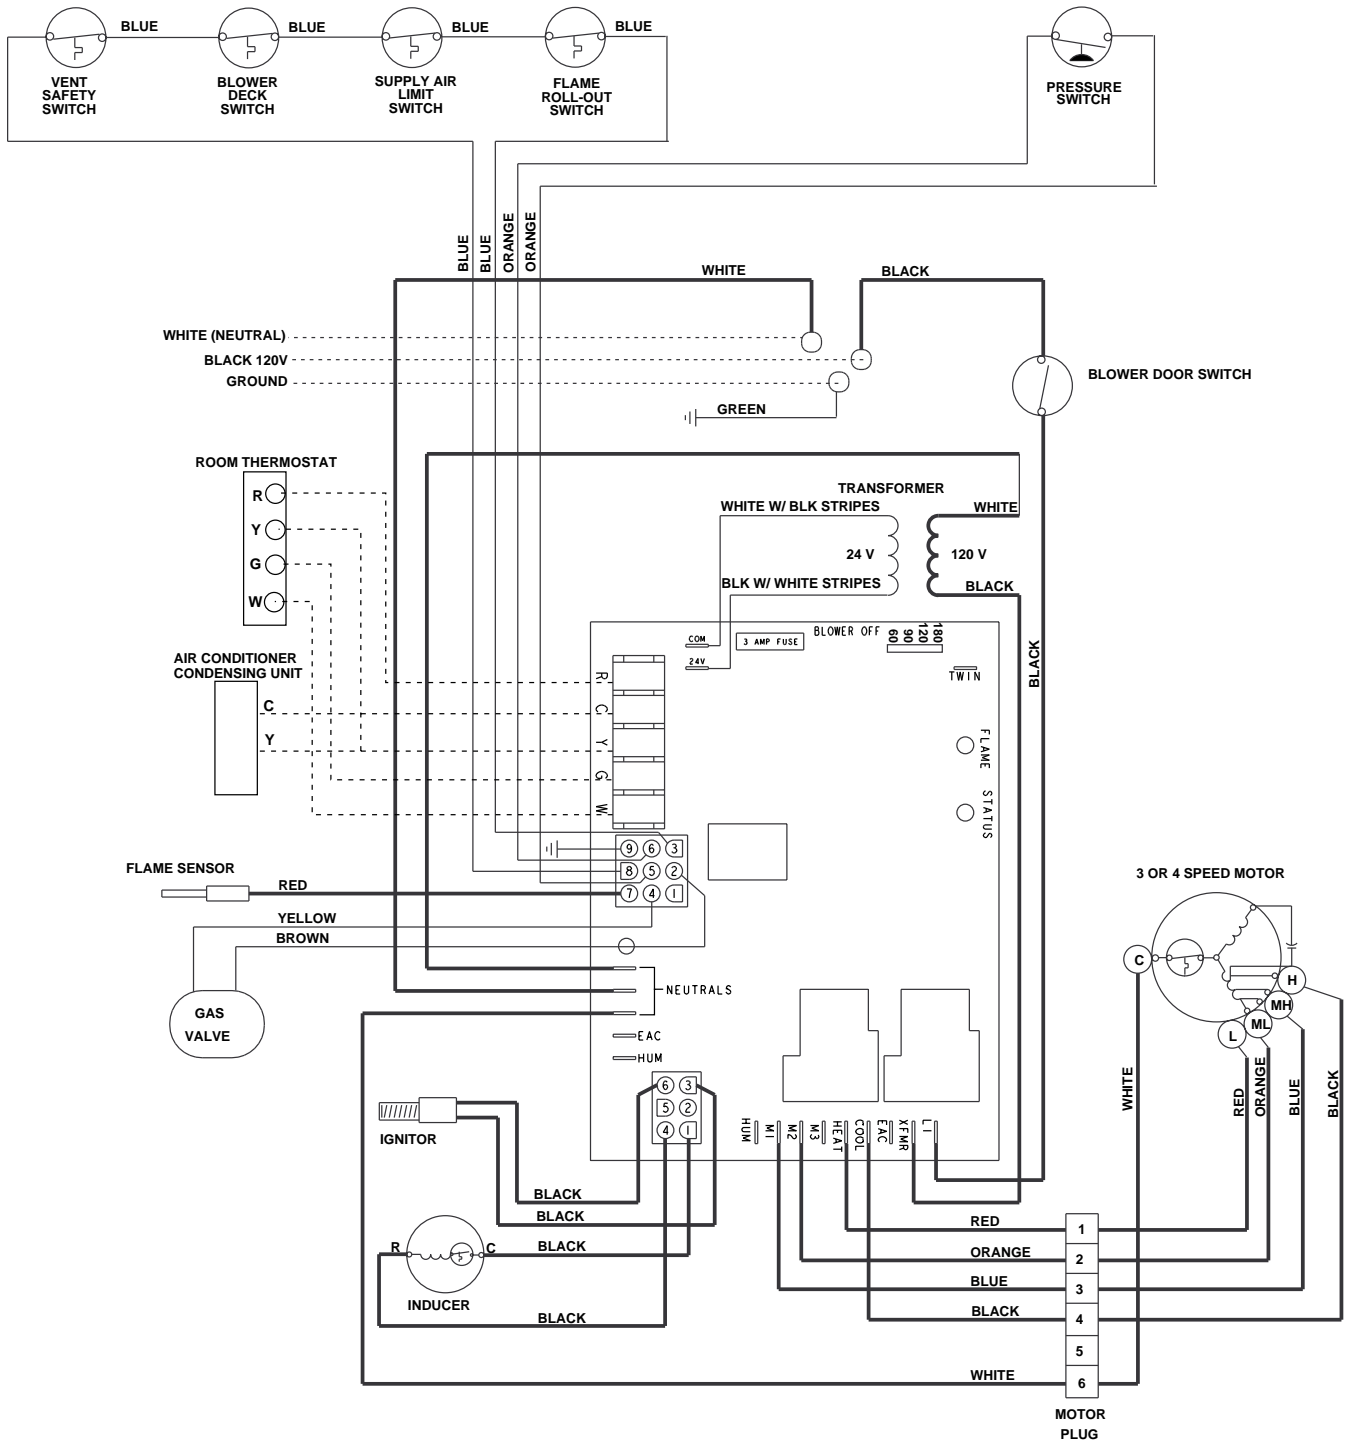 BLUE
BLUE
BLUE
BLUE
VENT
SAFETY
SWITCH
BLOWER
DECK
SWITCH
SUPPLY AIR
LIMIT
SWITCH
FLAME
ROLL-OUT
SWITCH
PRESSURE
SWITCH
BLUE
BLUE
ORANGE
ORANGE
WHITE
BLACK
WHITE (NEUTRAL)
BLACK 120V
GROUND
GREEN
BLOWER DOOR SWITCH
ROOM THERMOSTAT
R
Y
G
W
TRANSFORMER
WHITE W/ BLK STRIPES
WHITE
24 V
120 V
BLK W/ WHITE STRIPES
BLACK
BLACK
AIR CONDITIONER
CONDENSING UNIT
C
Y
COM
24V
3 AMP FUSE
BLOWER OFF
60
90
120
180
TWIN
R
C
Y
G
W
FLAME
STATUS
9 6 3
8 5 2
7 4 1
FLAME SENSOR
RED
YELLOW
BROWN
GAS
VALVE
NEUTRALS
EAC
HUM
6 3
5 2
4 1
IGNITOR
BLACK
BLACK
R
C
BLACK
INDUCER
BLACK
HUM
M1
M2
M3
HEAT
COOL
EAC
XFMR
L1
3 OR 4 SPEED MOTOR
C
H
MH
ML
L
WHITE
RED
ORANGE
BLUE
BLACK
RED
1
ORANGE
2
BLUE
3
BLACK
4
5
WHITE
6
MOTOR
PLUG